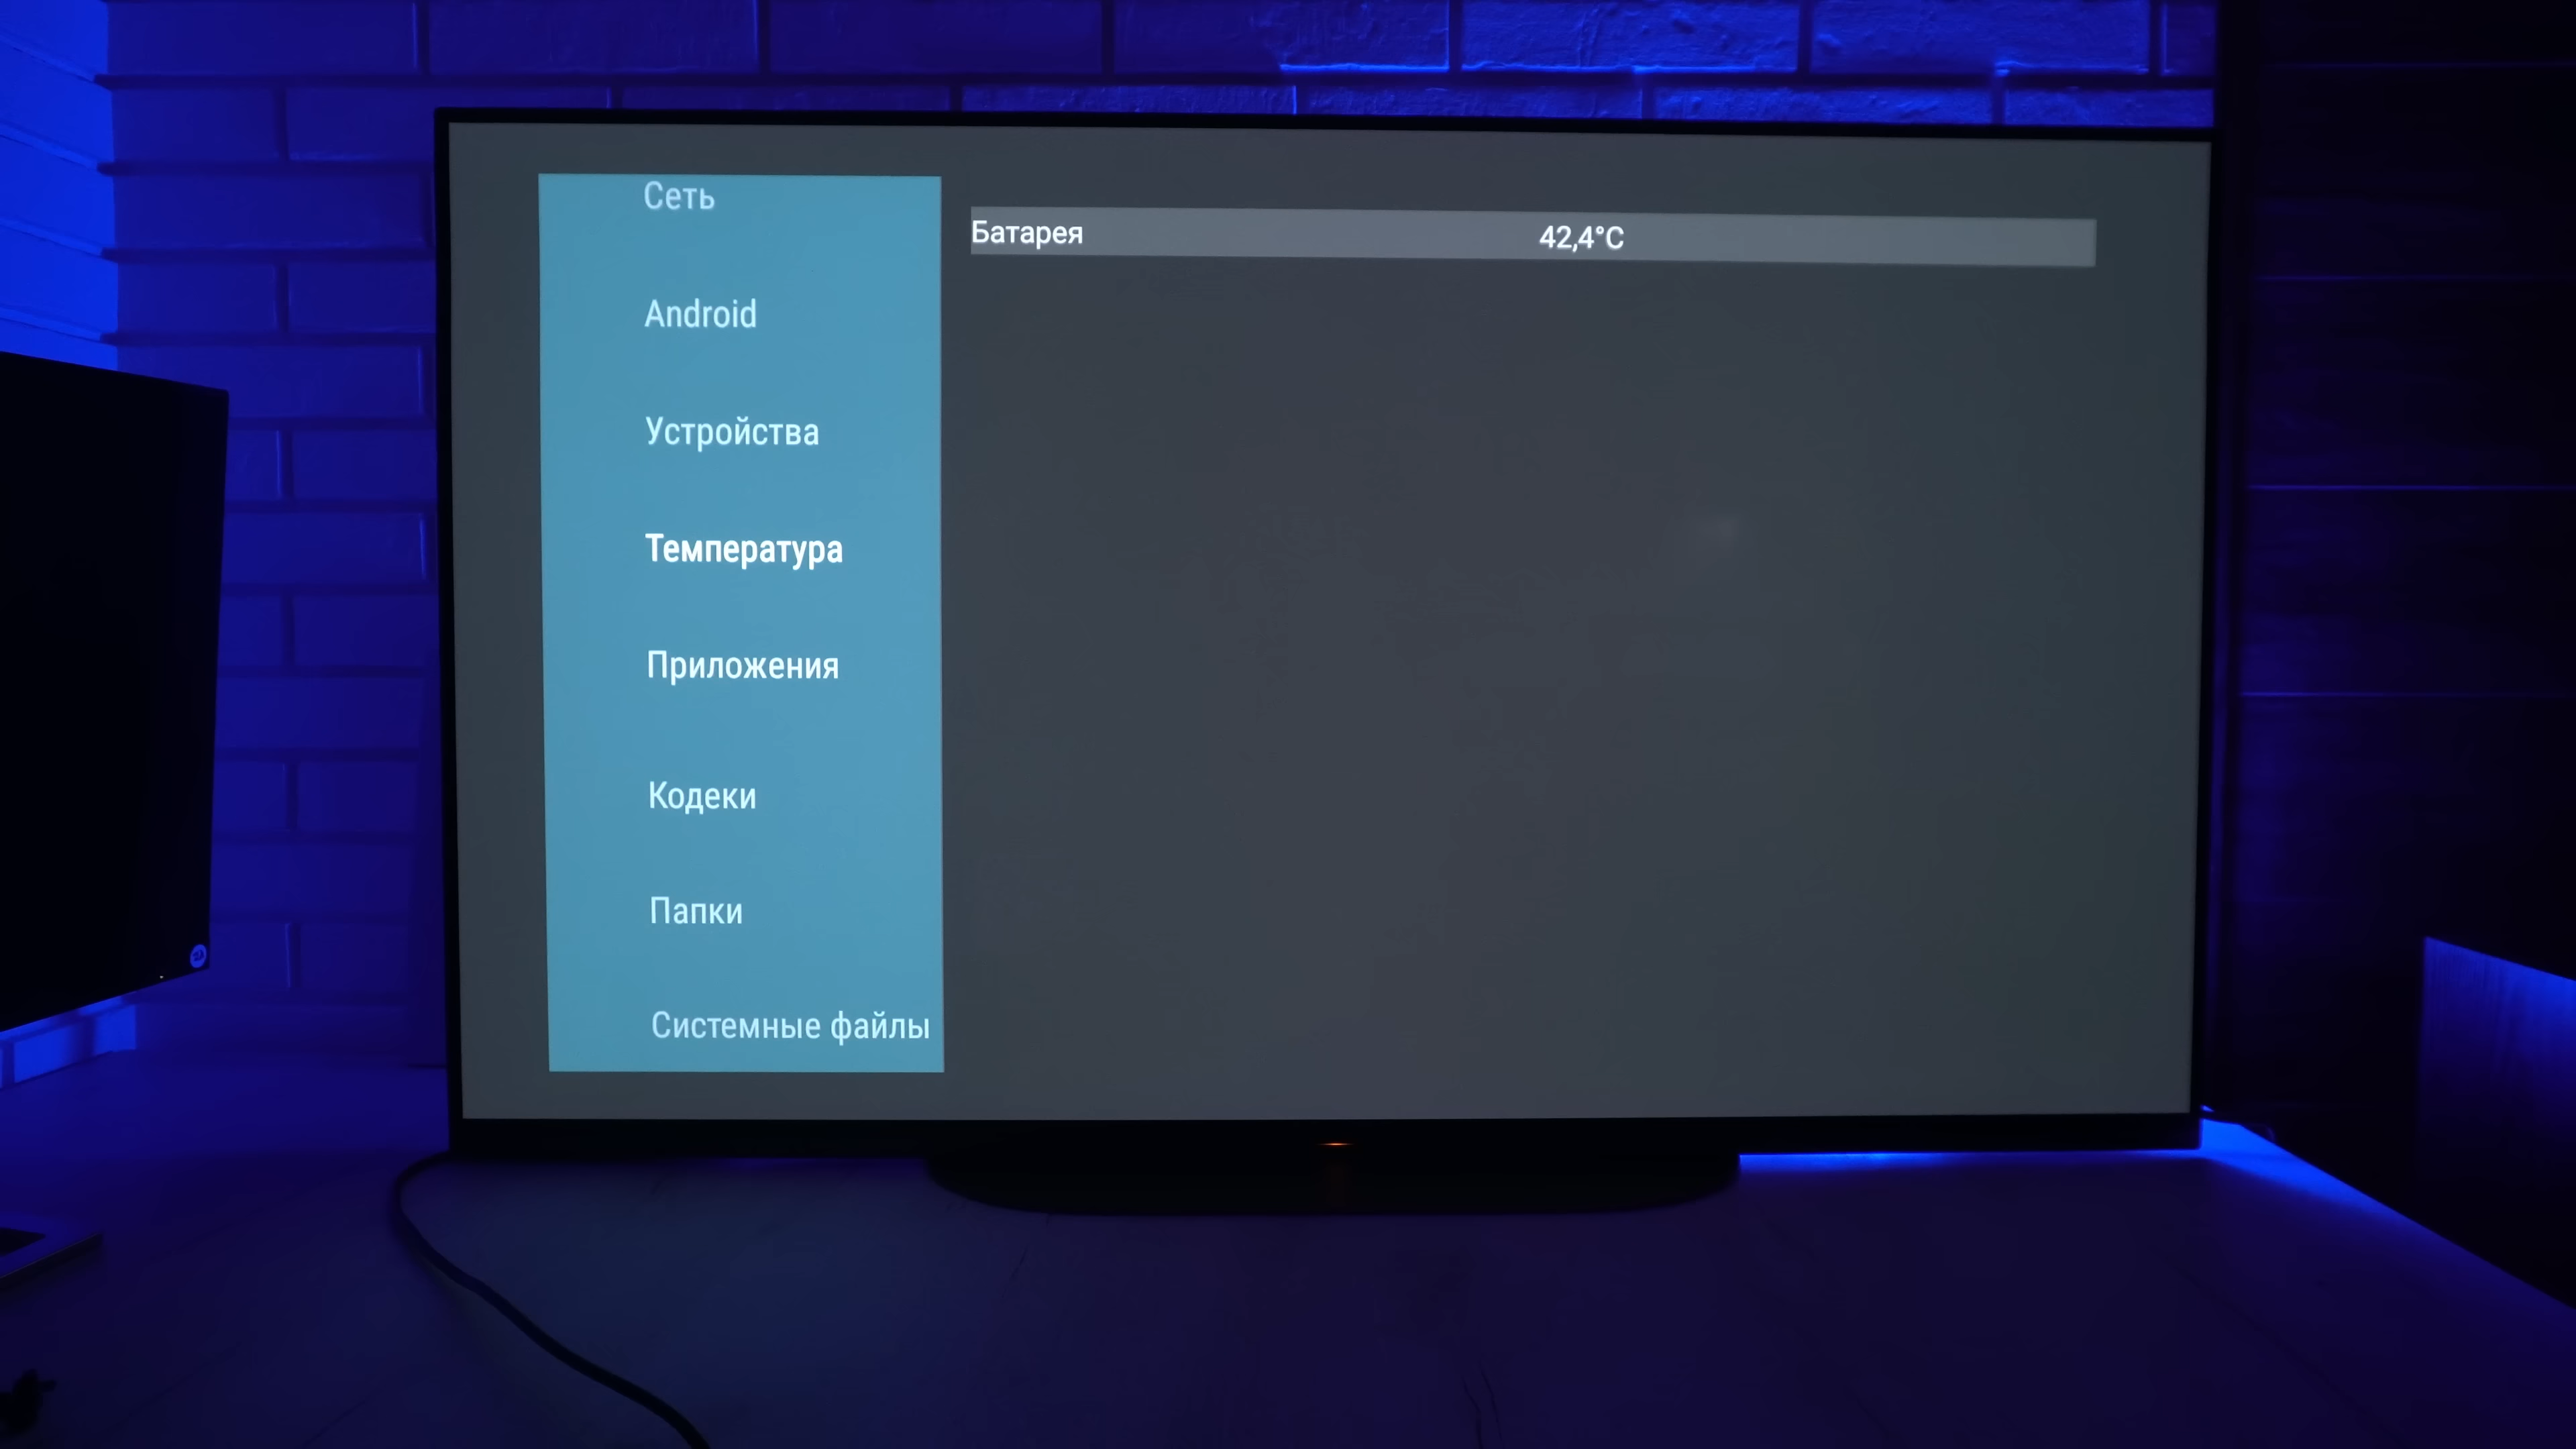 Сеть
Android
Устройства
Температура
Приложения
Кодеки
Папки
Системные файлы
Батарея 42,4°C